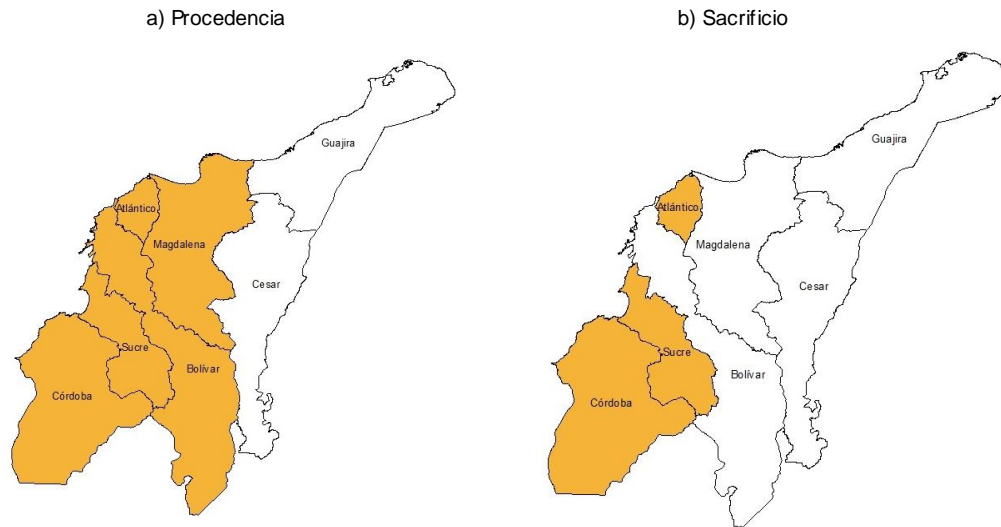 a) Procedencia
Guajira
Atlántico
Magdalena
Cesar
Sucre
Bolívar
Córdoba
b) Sacrificio
Guajira
Atlántico
Magdalena
Cesar
Sucre
Bolívar
Córdoba